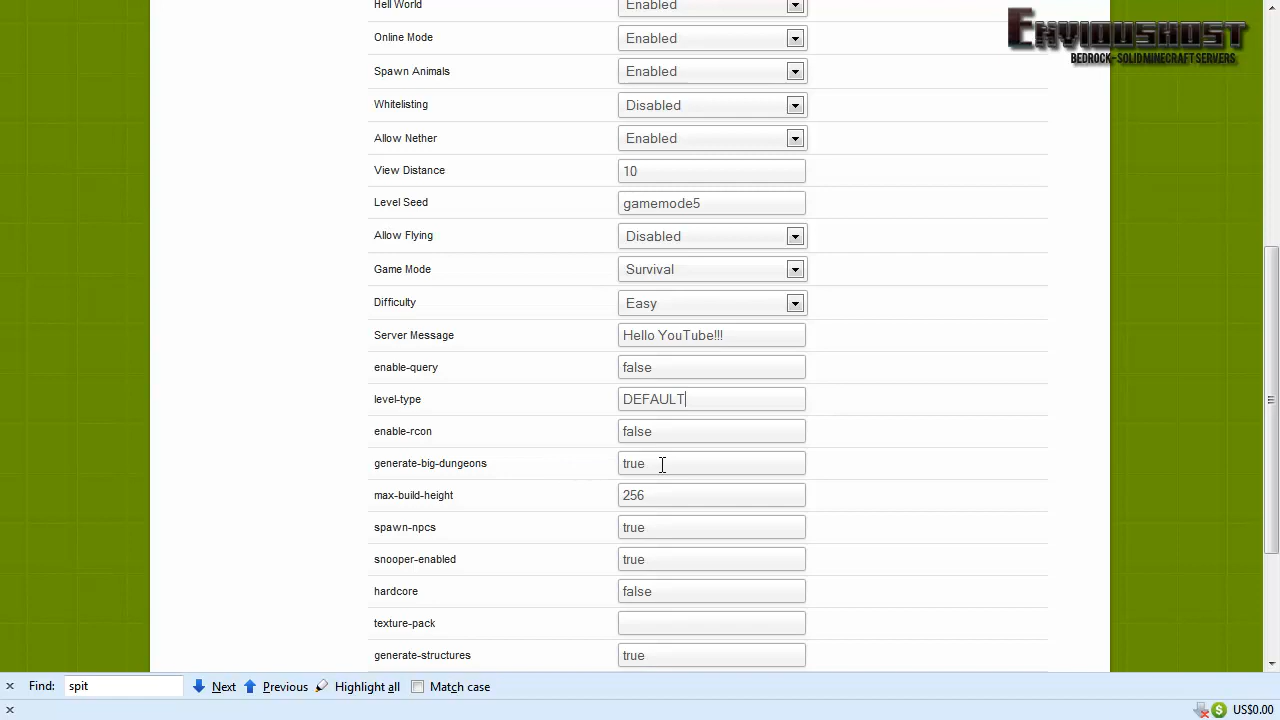 Hell World Enabled
ENVIOUSHOST
BEDROCK-SOLID MINECRAFT SERVERS
Online Mode Enabled
Spawn Animals Enabled
Whitelisting Disabled
Allow Nether Enabled
View Distance 10
Level Seed gamemode5
Allow Flying Disabled
Game Mode Survival
Difficulty Easy
Server Message Hello YouTube!!!
enable-query false
level-type DEFAULT
enable-rcon false
generate-big-dungeons true
max-build-height 256
spawn-npcs true
snooper-enabled true
hardcore false
texture-pack
generate-structures true
Find: spit Next Previous Highlight all Match case
US$0.00